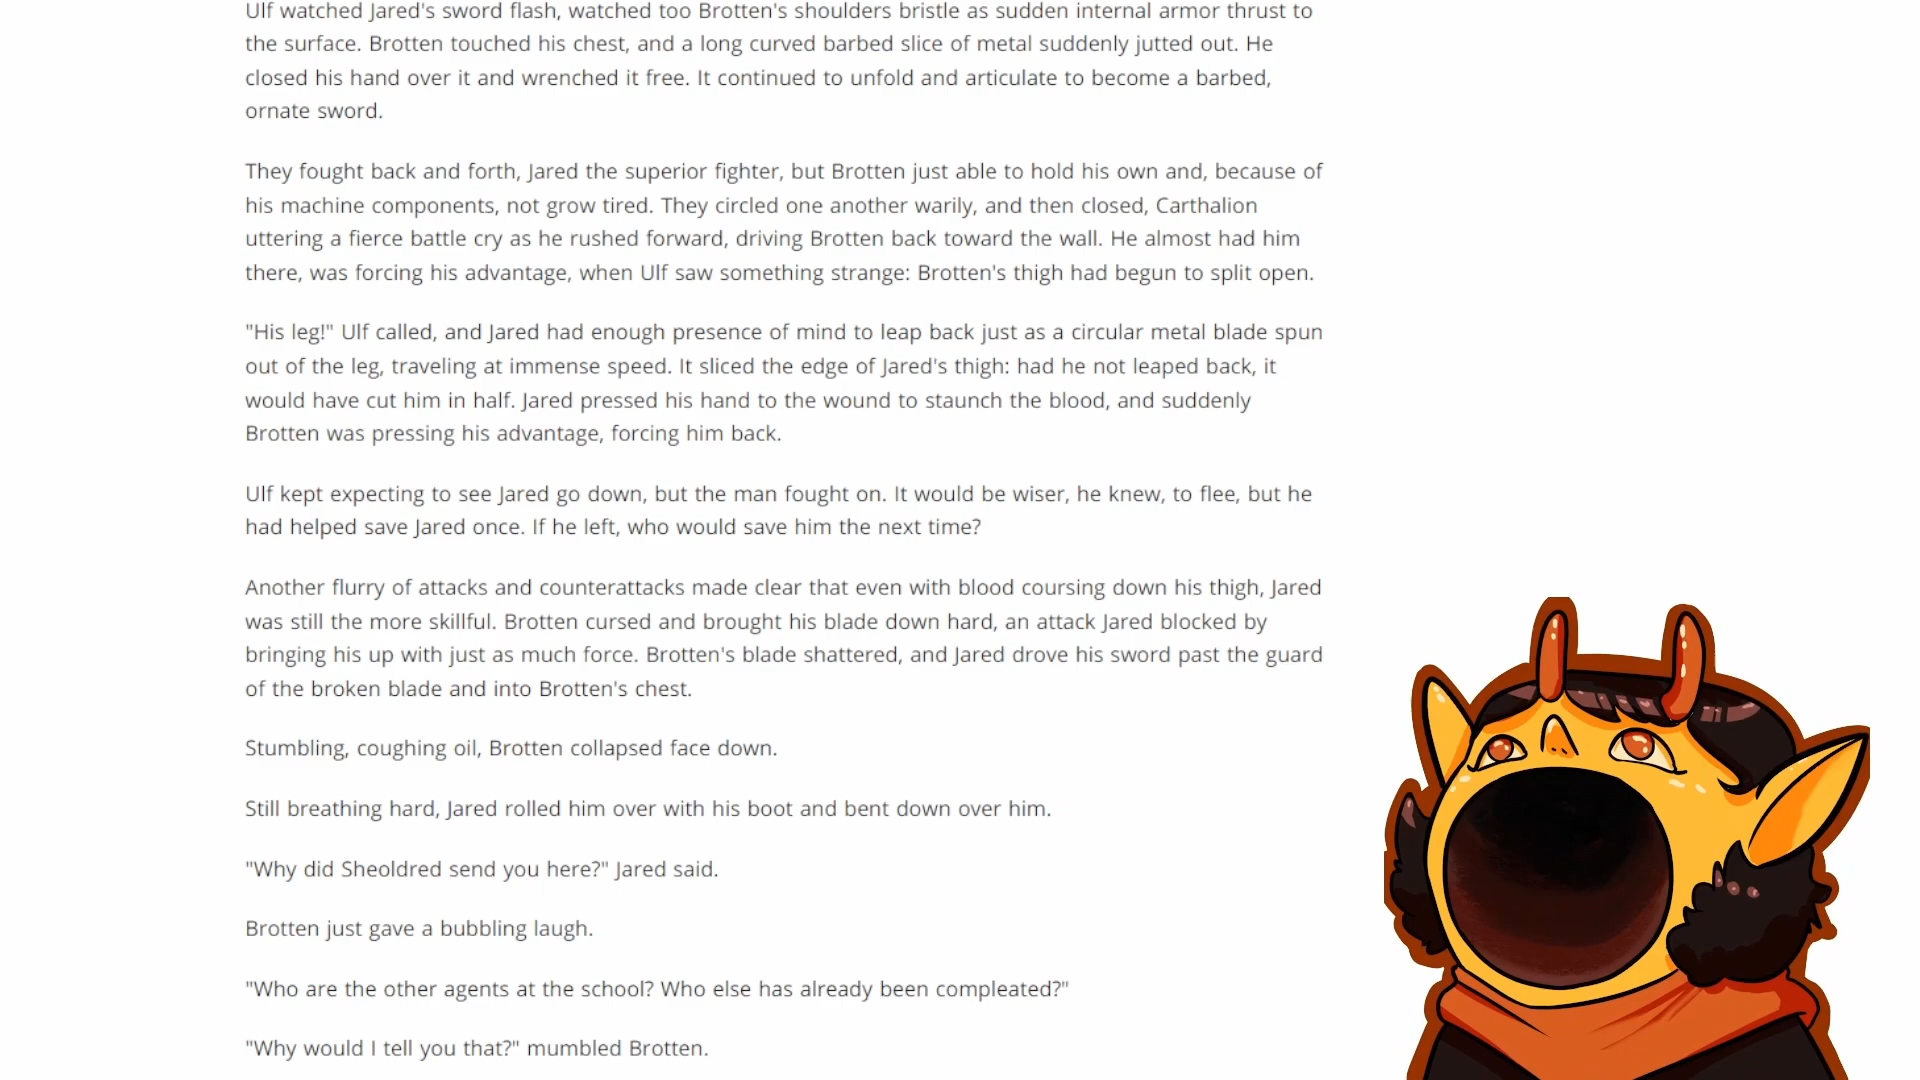 Ulf watched Jared's sword flash, watched too Brotten's shoulders bristle as sudden internal armor thrust to
the surface. Brotten touched his chest, and a long curved barbed slice of metal suddenly jutted out. He
closed his hand over it and wrenched it free. It continued to unfold and articulate to become a barbed,
ornate sword.
They fought back and forth, Jared the superior fighter, but Brotten just able to hold his own and, because of
his machine components, not grow tired. They circled one another warily, and then closed, Carthalion
uttering a fierce battle cry as he rushed forward, driving Brotten back toward the wall. He almost had him
there, was forcing his advantage, when Ulf saw something strange: Brotten's thigh had begun to split open.
"His leg!" Ulf called, and Jared had enough presence of mind to leap back just as a circular metal blade spun
out of the leg, traveling at immense speed. It sliced the edge of Jared's thigh: had he not leaped back, it
would have cut him in half. Jared pressed his hand to the wound to staunch the blood, and suddenly
Brotten was pressing his advantage, forcing him back.
Ulf kept expecting to see Jared go down, but the man fought on. It would be wiser, he knew, to flee, but he
had helped save Jared once. If he left, who would save him the next time?
Another flurry of attacks and counterattacks made clear that even with blood coursing down his thigh, Jared
was still the more skillful. Brotten cursed and brought his blade down hard, an attack Jared blocked by
bringing his up with just as much force. Brotten's blade shattered, and Jared drove his sword past the guard
of the broken blade and into Brotten's chest.
Stumbling, coughing oil, Brotten collapsed face down.
Still breathing hard, Jared rolled him over with his boot and bent down over him.
"Why did Sheoldred send you here?" Jared said.
Brotten just gave a bubbling laugh.
"Who are the other agents at the school? Who else has already been compleated?"
"Why would I tell you that?" mumbled Brotten.